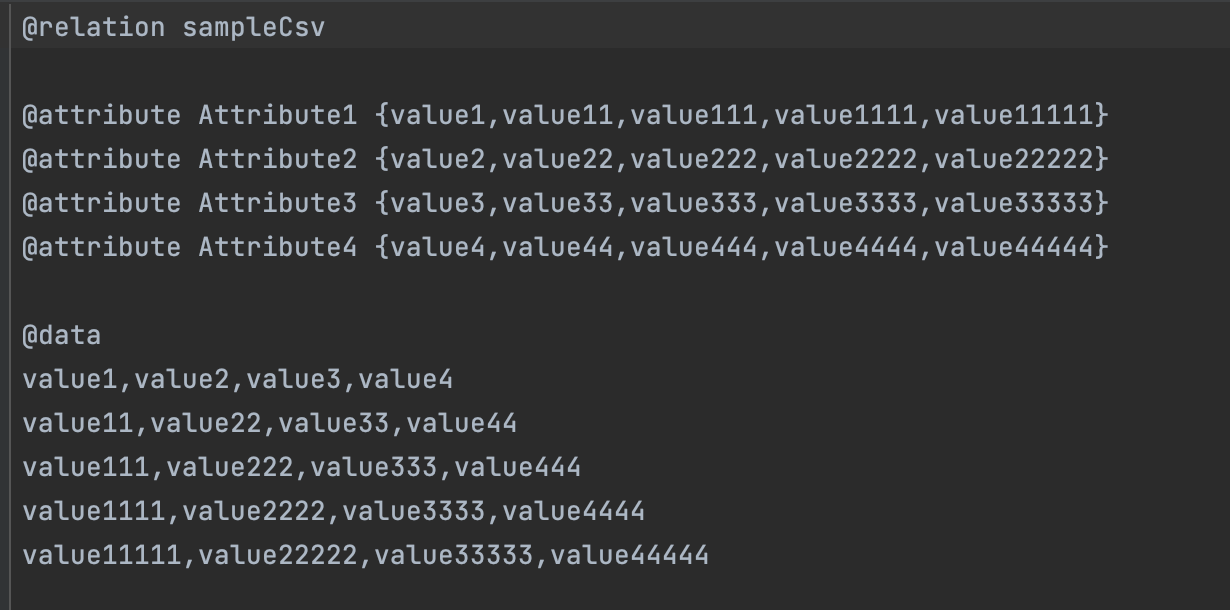 @relation sampleCsv
@attribute Attribute1 {value1,value11,value111,value1111,value11111}
@attribute Attribute2 {value2,value22,value222,value2222,value22222}
@attribute Attribute3 {value3,value33,value333,value3333,value33333}
@attribute Attribute4 {value4,value44,value444,value4444,value44444}
@data
value1,value2,value3,value4
value11,value22,value33,value44
value111,value222,value333,value444
value1111,value2222,value3333,value4444
value11111,value22222,value33333,value44444